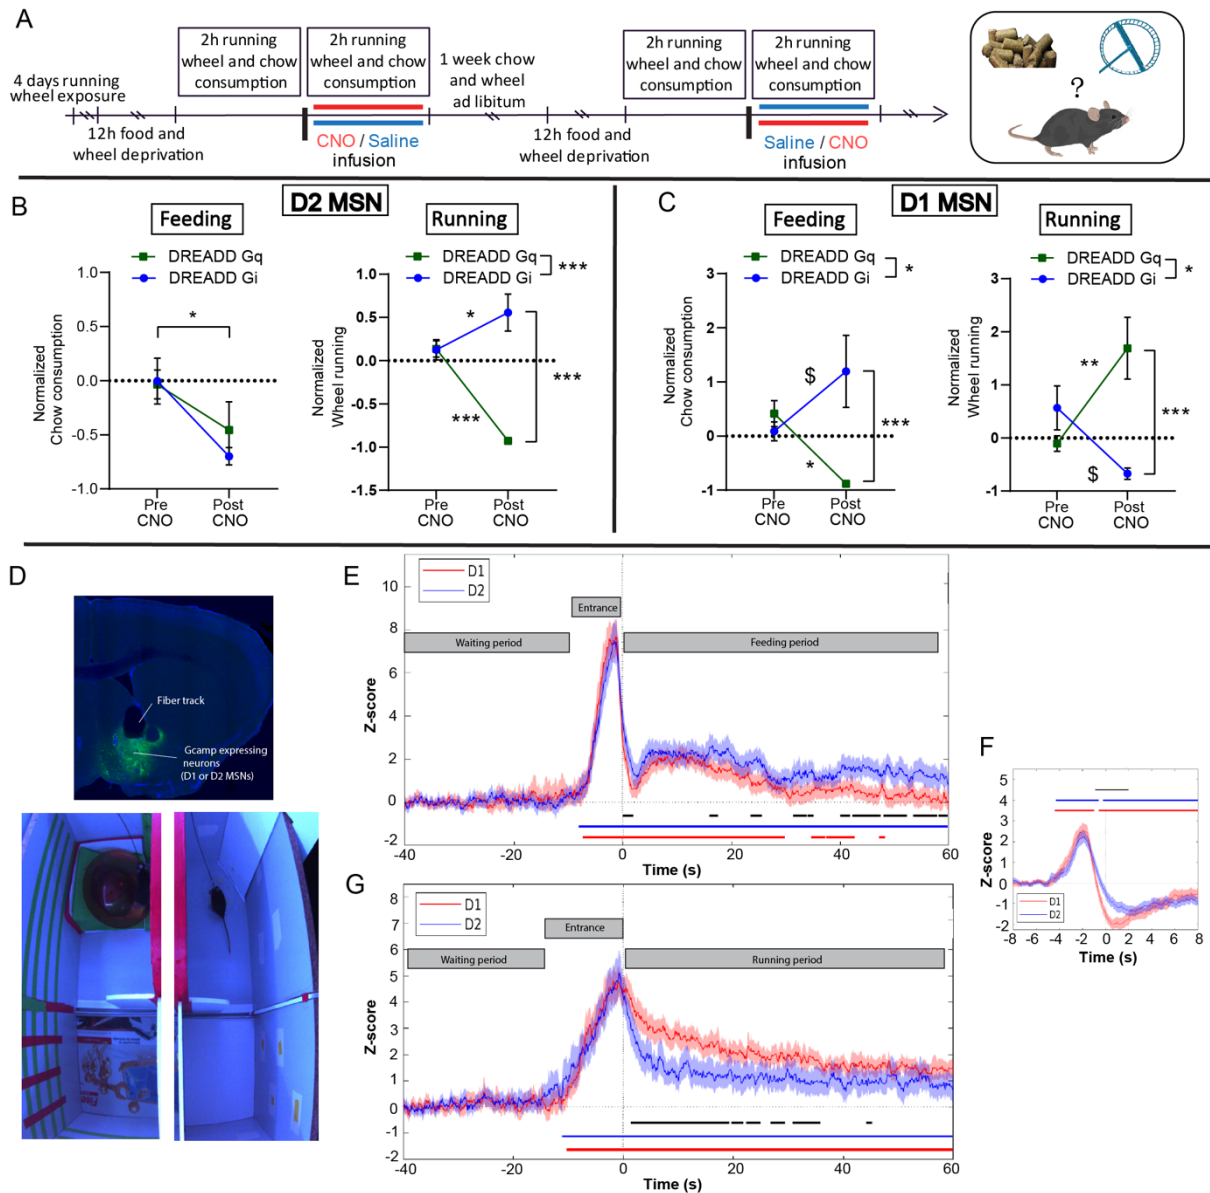 A
4 days running
wheel exposure
12h food and
wheel deprivation
2h running
wheel and chow
consumption
2h running
wheel and chow
consumption
CNO / Saline
infusion
1 week chow
and wheel
ad libitum
12h food and
wheel deprivation
2h running
wheel and chow
consumption
2h running
wheel and chow
consumption
Saline / CNO
infusion
?
B
D2 MSN
Feeding
DREADD Gq
DREADD Gi
Normalized
Chow consumption
1.0
0.5
0.0
-0.5
-1.0
*
Pre
CNO
Post
CNO
Running
DREADD Gq
DREADD Gi
***
Normalized
Wheel running
1.0
0.5
0.0
-0.5
-1.0
-1.5
*
***
***
Pre
CNO
Post
CNO
C
D1 MSN
Feeding
DREADD Gq
DREADD Gi
*
Normalized
Chow consumption
3
2
1
0
-1
$
*
***
Pre
CNO
Post
CNO
Running
DREADD Gq
DREADD Gi
*
Normalized
Wheel running
3
2
1
0
-1
**
$
***
Pre
CNO
Post
CNO
D
Fiber track
Gcamp expressing
neurons
(D1 or D2 MSNs)
E
D1
D2
Entrance
Waiting period
Feeding period
Z-score
10
8
6
4
2
0
-2
-40 -20 0 20 40 60
Time (s)
F
Z-score
5
4
3
2
1
0
-1
-2
D1
D2
-8 -6 -4 -2 0 2 4 6 8
Time (s)
G
D1
D2
Entrance
Waiting period
Running period
Z-score
8
7
6
5
4
3
2
1
0
-1
-2
-40 -20 0 20 40 60
Time (s)